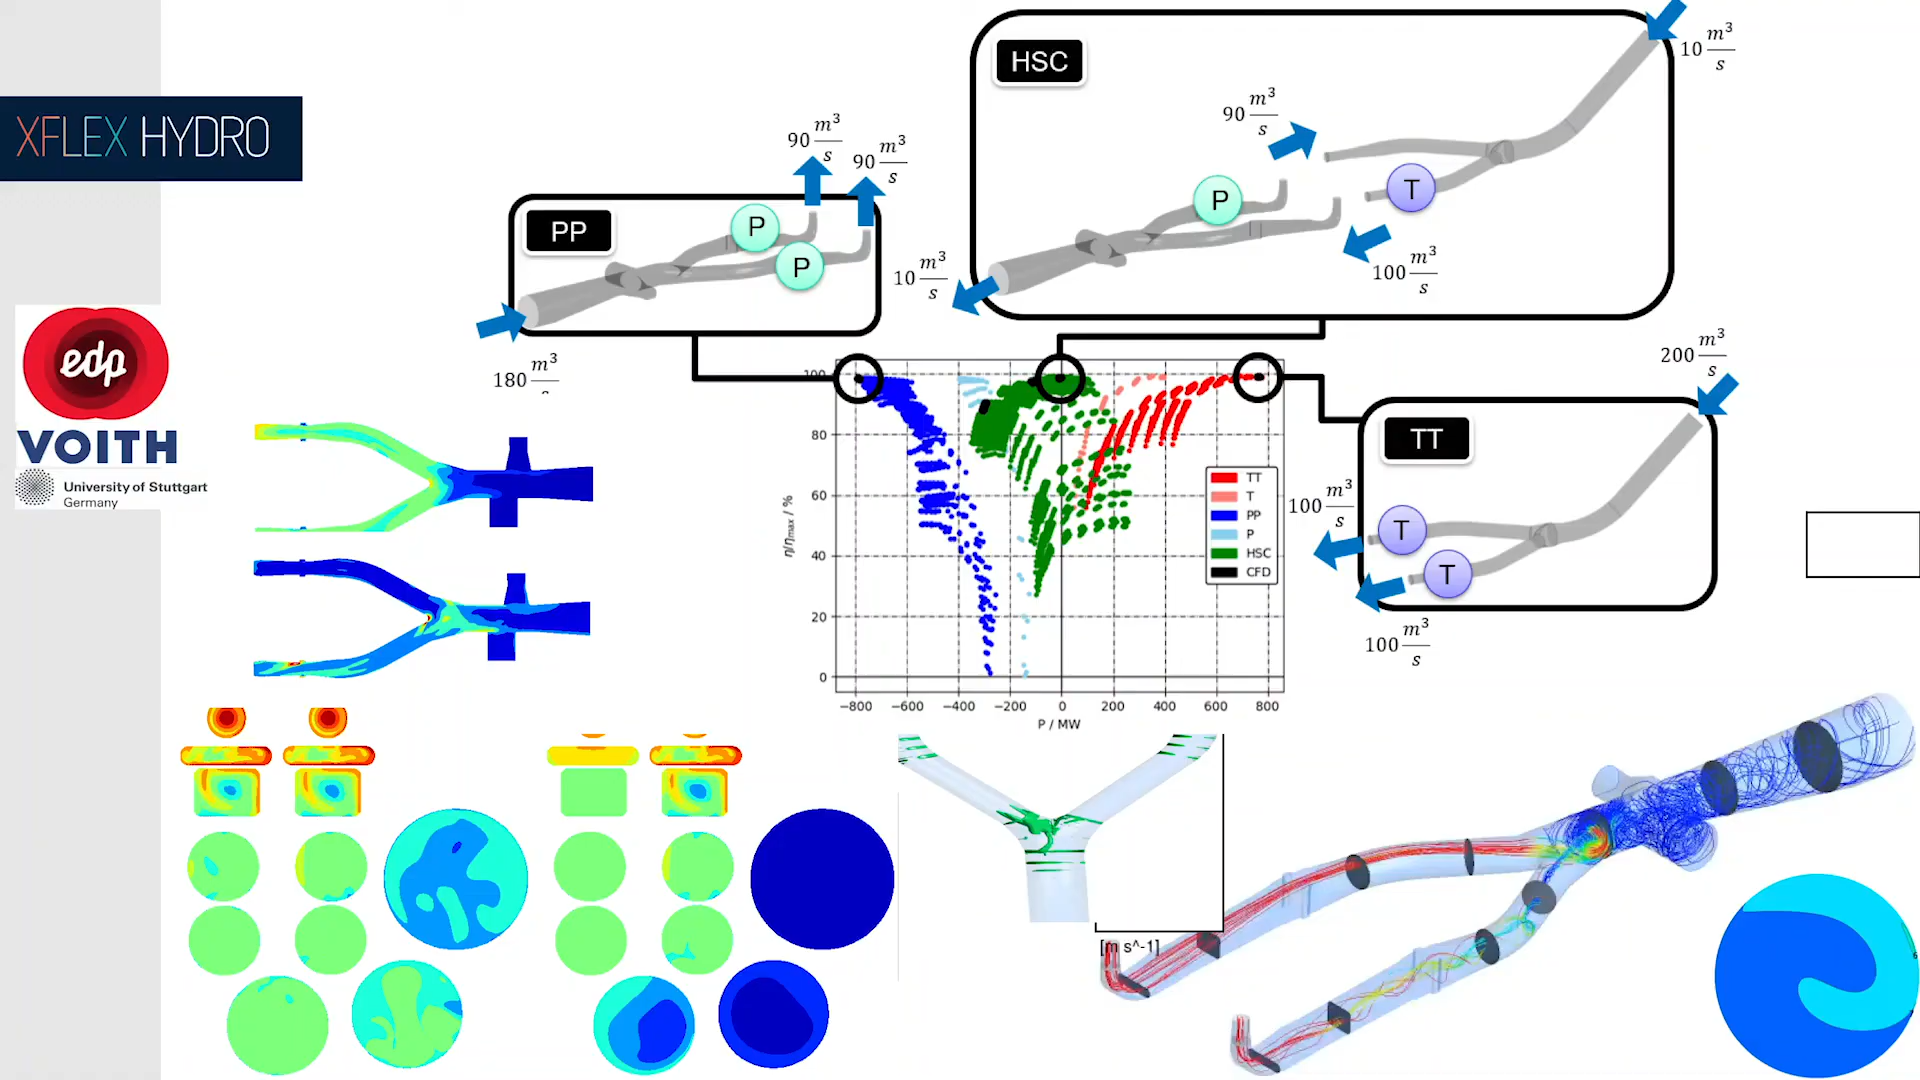 HSC
10 m³/s
90 m³/s
XFLEX HYDRO
90 m³/s
90 m³/s
P
T
PP
P
P
10 m³/s
100 m³/s
180 m³
200 m³/s
edp
VOITH
University of Stuttgart
Germany
η/ηmax / %
100
80
60
40
20
0
−800
−600
−400
−200
0
200
400
600
800
P / MW
TT
T
PP
P
HSC
CFD
TT
100 m³/s
T
T
100 m³/s
[m s^-1]